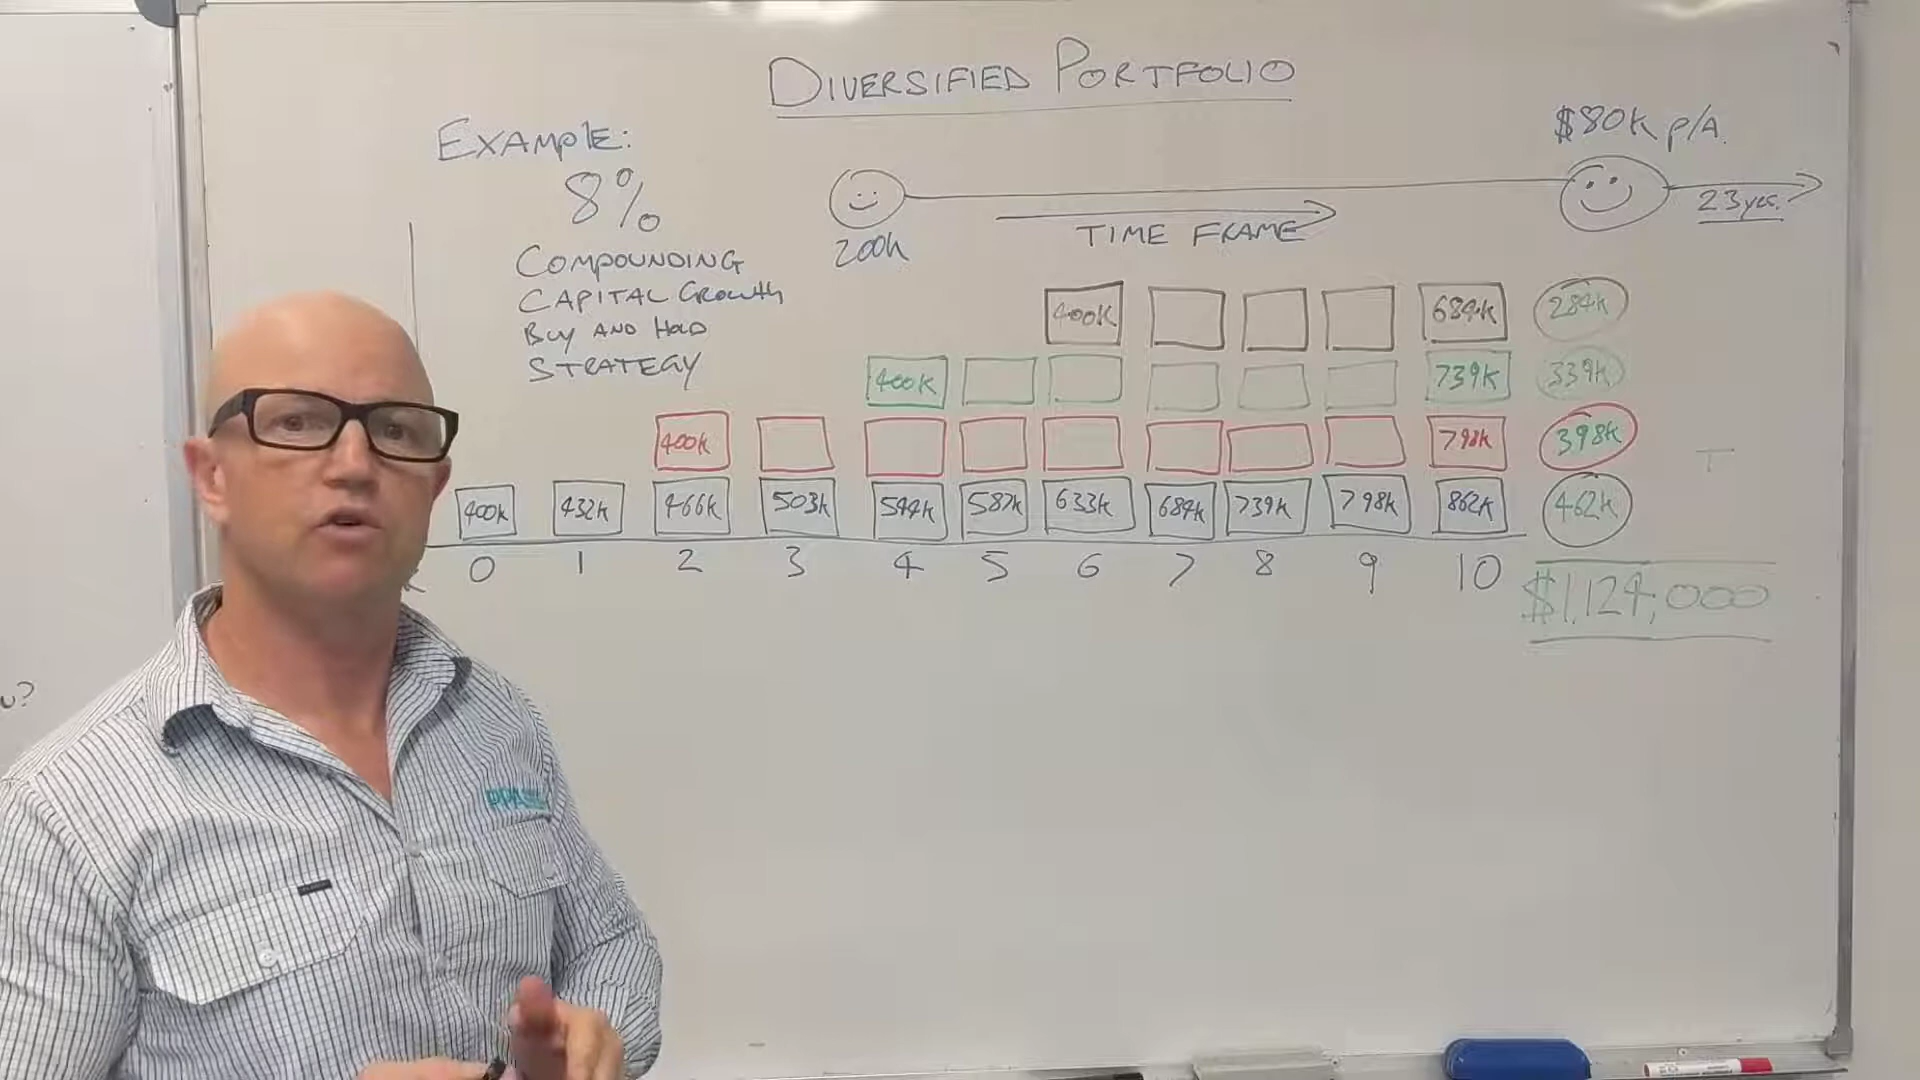 DIVERSIFIED PORTFOLIO
EXAMPLE:
8%
COMPOUNDING
CAPITAL GROWTH
BUY AND HOLD
STRATEGY
200k
TIME FRAME
$80K P/A.
23yrs.
400K 684K 284K
400K 739K 339K
400K 798K 398K
400K 432K 466K 503K 544K 587K 633K 684K 739K 798K 862K 462K
0 1 2 3 4 5 6 7 8 9 10
$1,124,000
T
u?